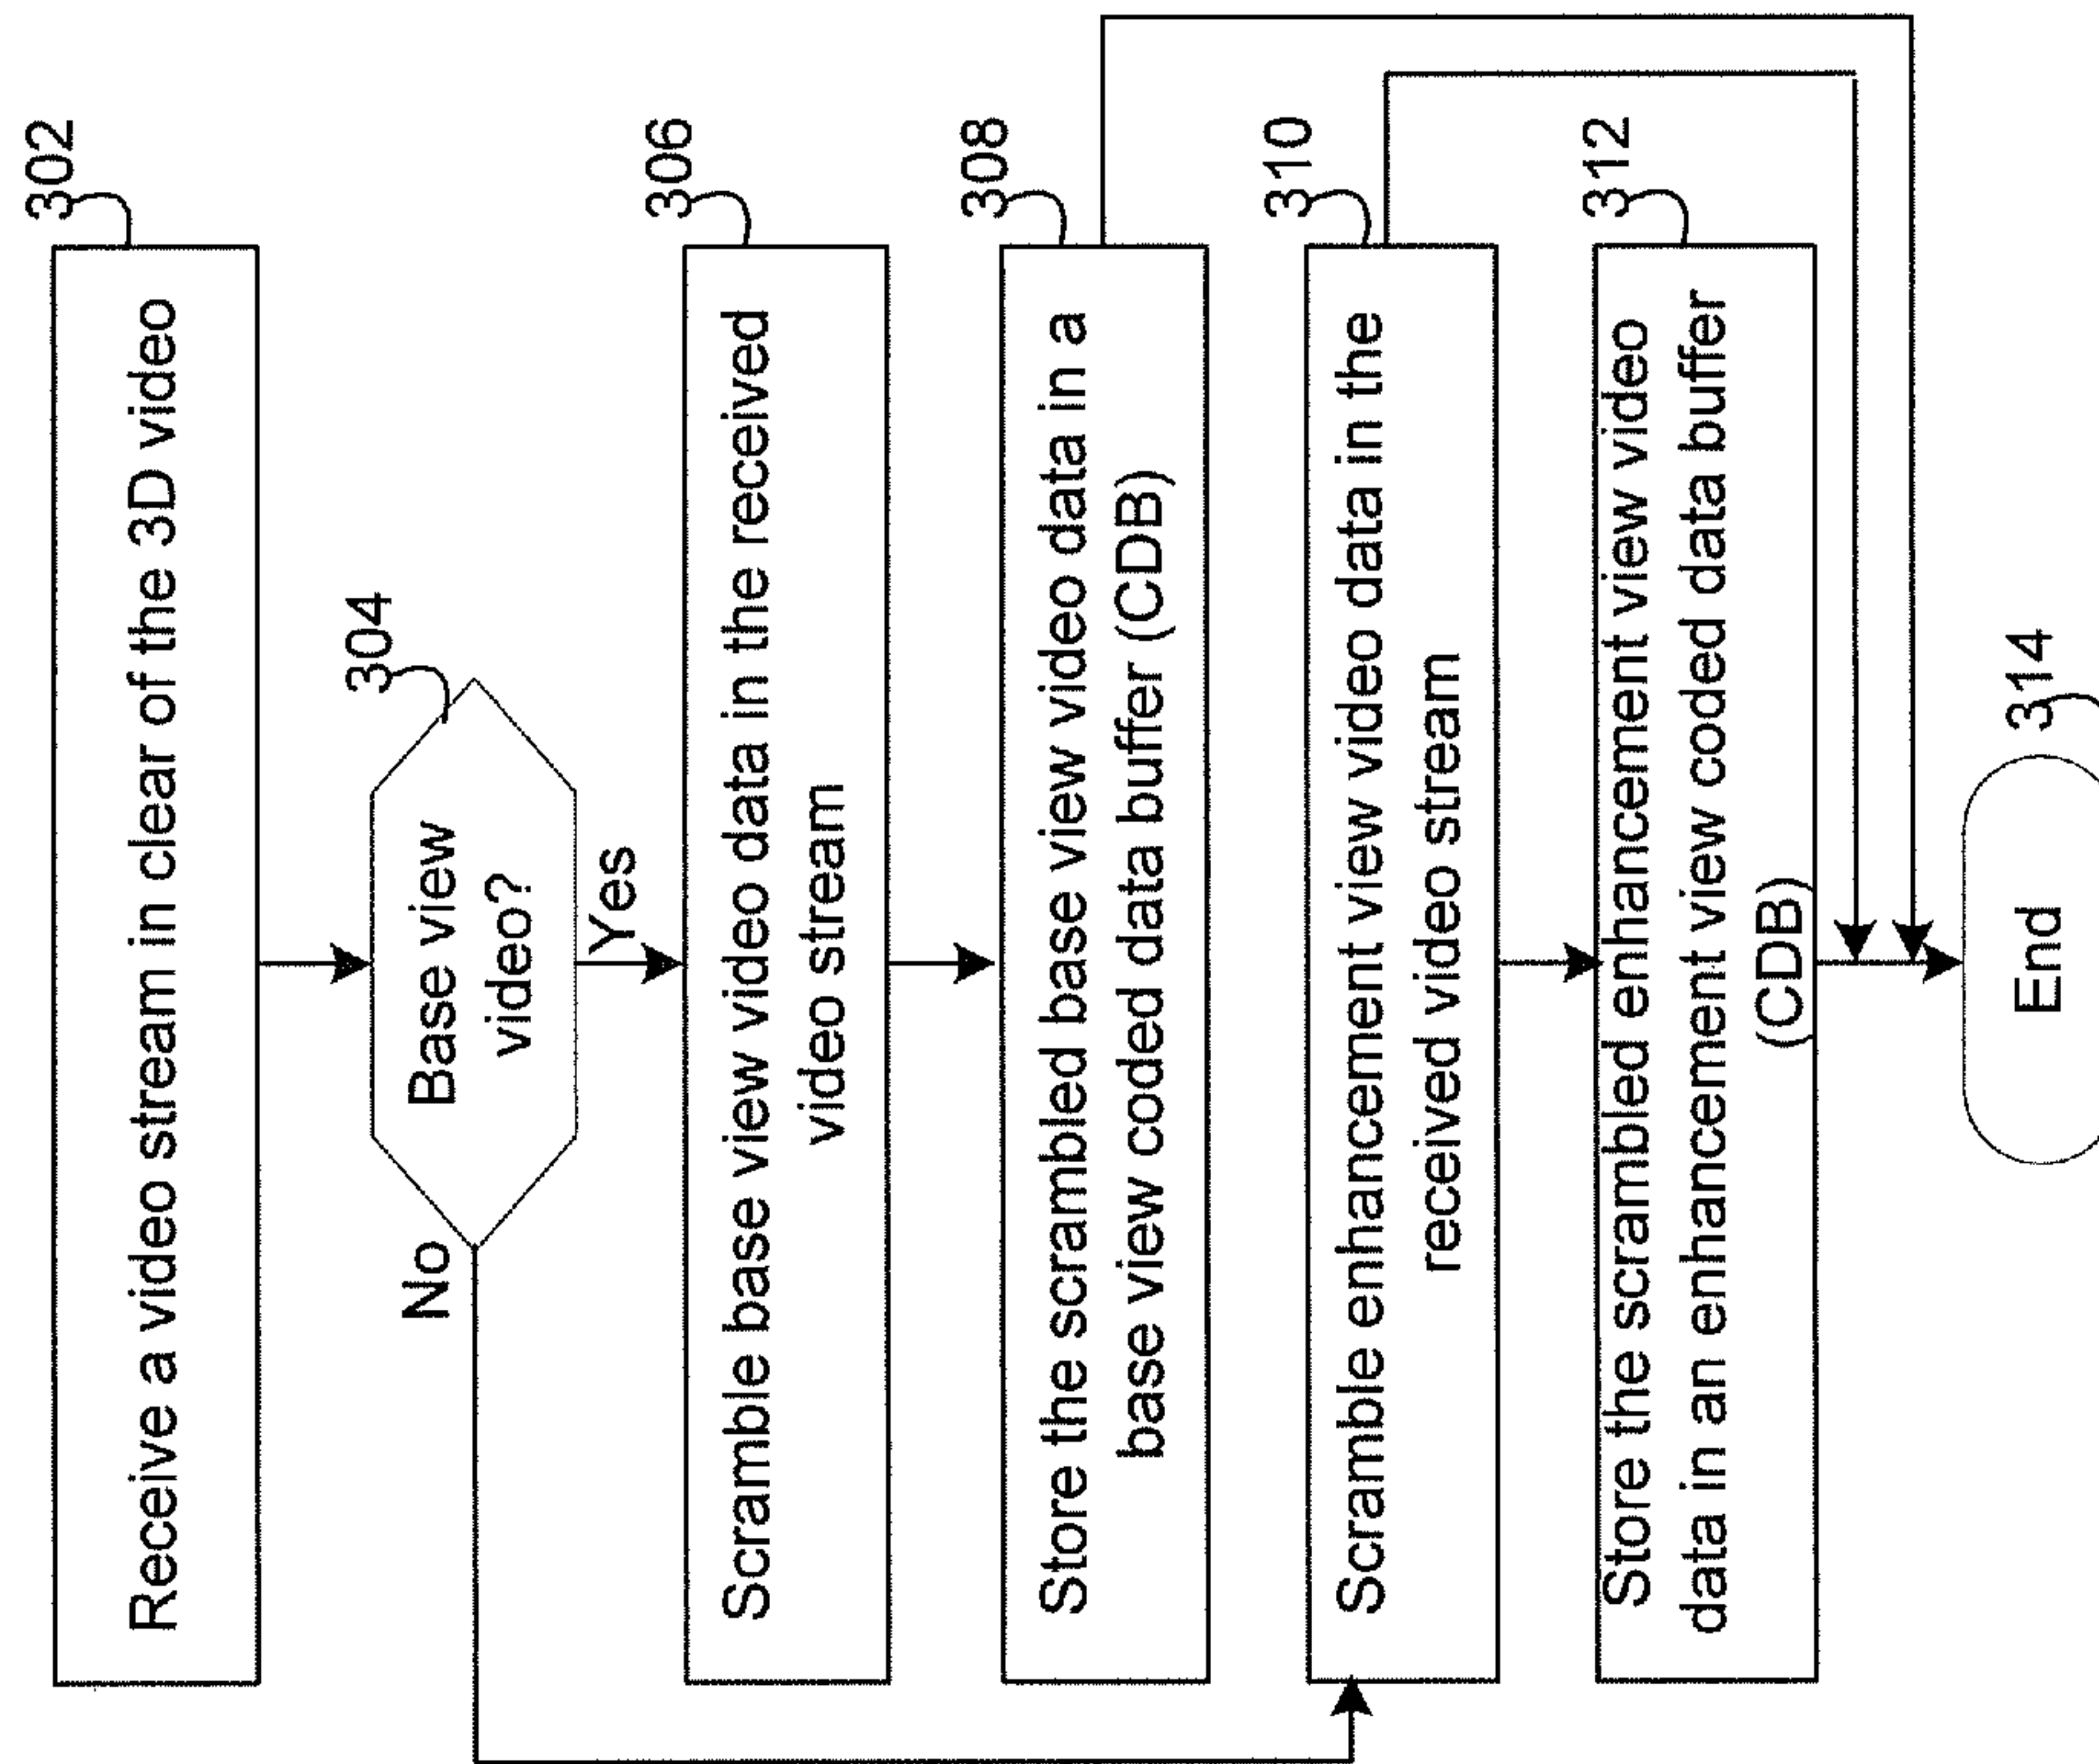 302
Receive a video stream in clear of the 3D video
304
Base view
video?
No
Yes
306
Scramble base view video data in the received
video stream
308
Store the scrambled base view video data in a
base view coded data buffer (CDB)
310
Scramble enhancement view video data in the
received video stream
312
Store the scrambled enhancement view video
data in an enhancement view coded data buffer
(CDB)
314
End